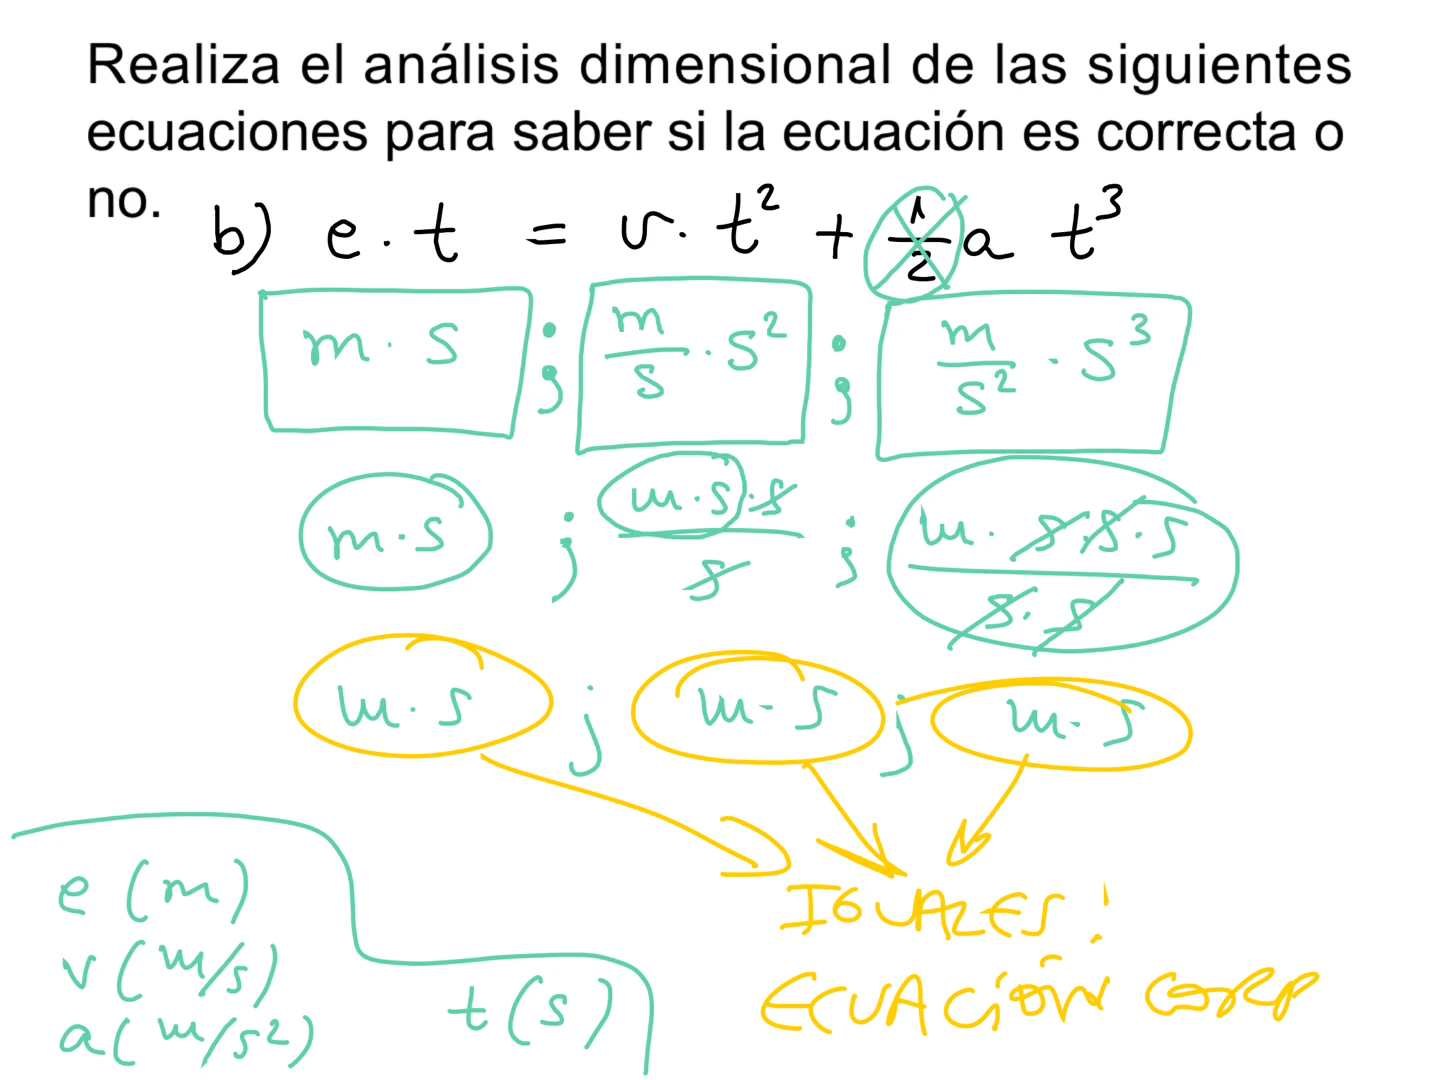 Realiza el análisis dimensional de las siguientes
ecuaciones para saber si la ecuación es correcta o
no.
b) e · t = v · t² + 1/2 a t³
m · s ; m/s · s² ; m/s² · s³
m · s ; m · s · s / s ; m · s · s · s / s · s
m · s ; m · s ; m · s
IGUALES!
ECUACIÓN CORR
e (m)
v (m/s)
a (m/s²)
t (s)